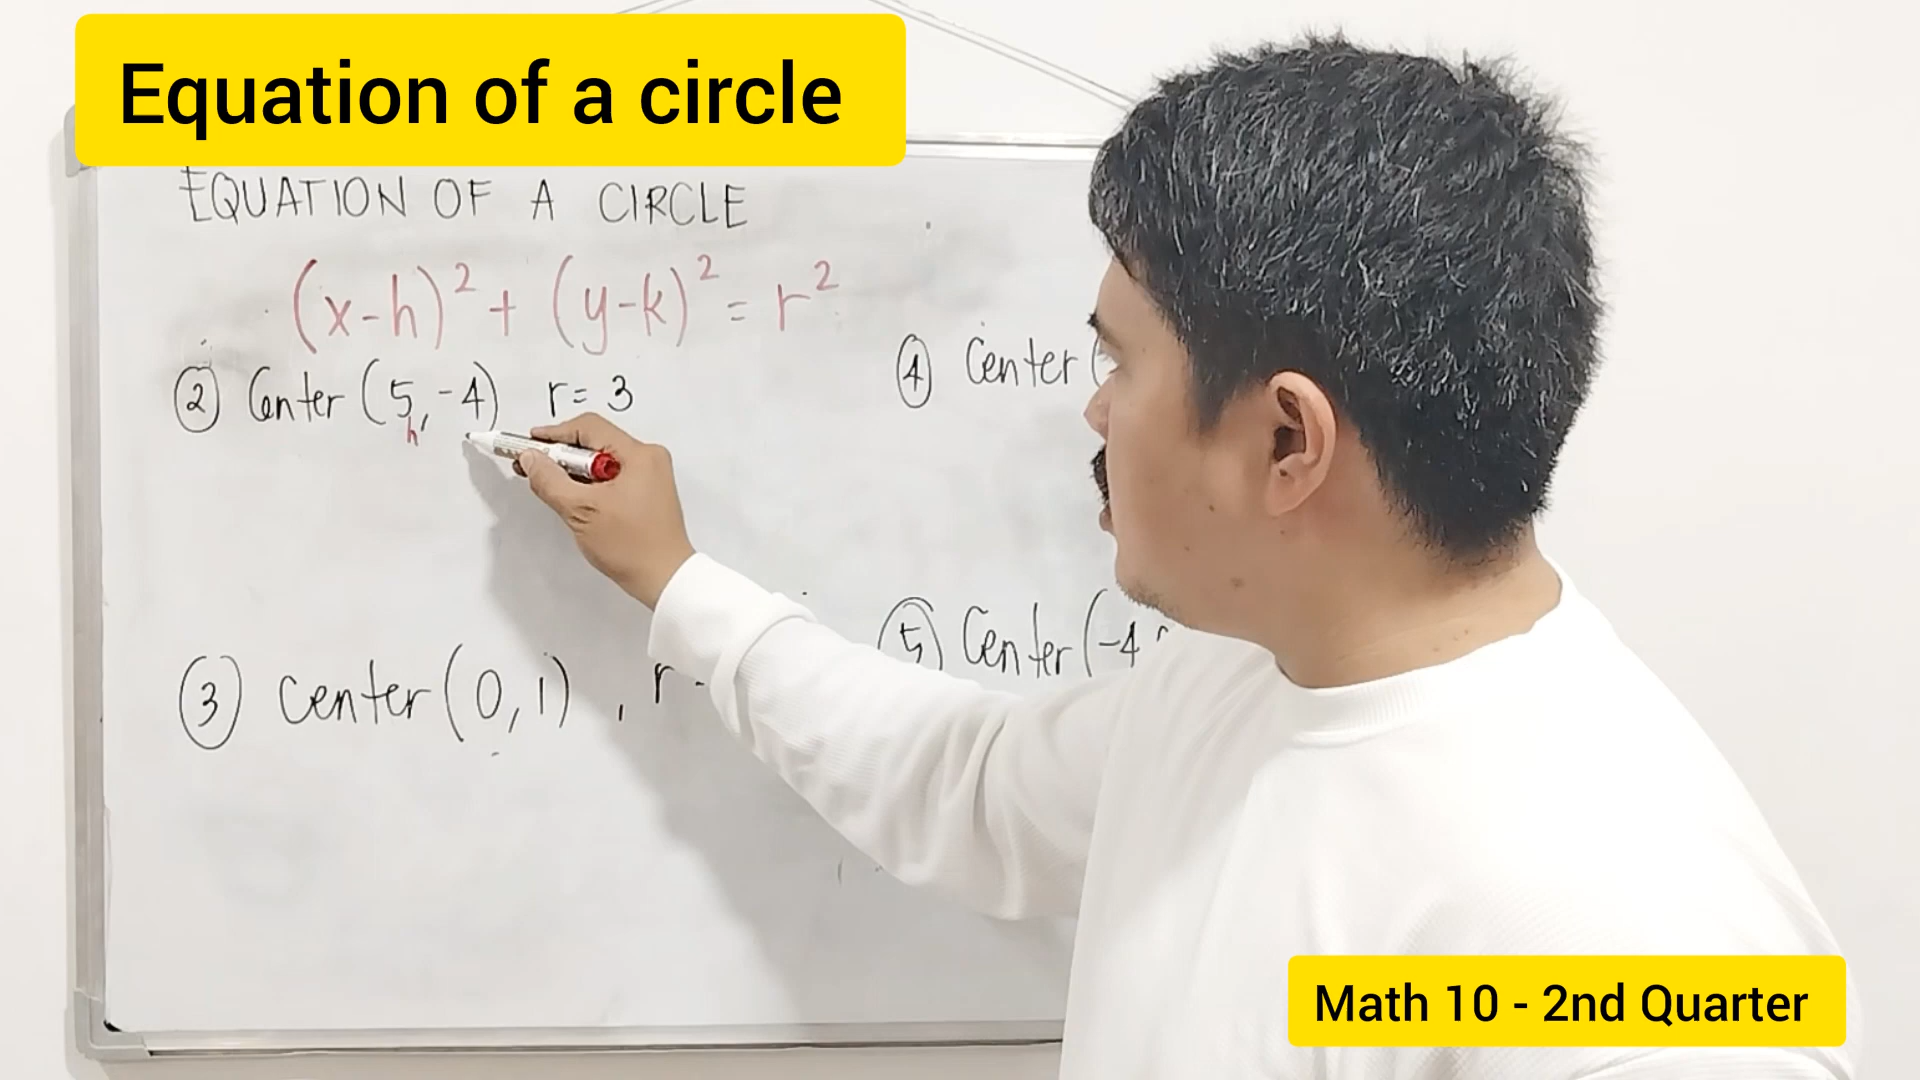 Equation of a circle
EQUATION OF A CIRCLE
(x-h)² + (y-k)² = r²
② Center (5, -4) r = 3
h
③ center (0, 1), r
④ Center (
⑤ Center (-4
Math 10 - 2nd Quarter